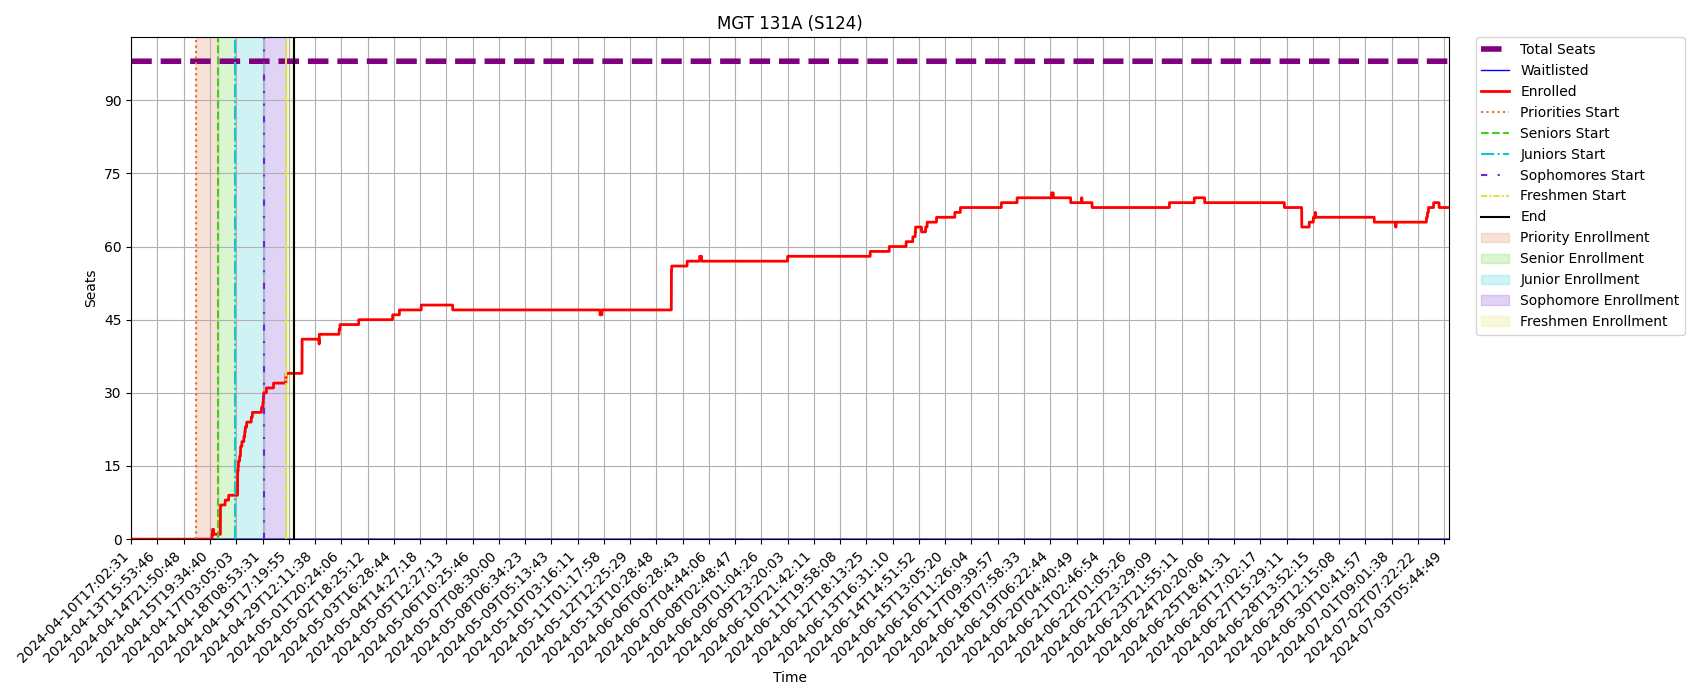 MGT 131A (S124)
Total Seats
Waitlisted
Enrolled
Priorities Start
Seniors Start
Juniors Start
Sophomores Start
Freshmen Start
End
Priority Enrollment
Senior Enrollment
Junior Enrollment
Sophomore Enrollment
Freshmen Enrollment
Seats
90
75
60
45
30
15
0
2024-04-10T17:02:31
2024-04-13T15:53:46
2024-04-14T21:50:48
2024-04-15T19:34:40
2024-04-17T03:05:03
2024-04-18T08:53:31
2024-04-19T17:19:55
2024-04-29T12:11:38
2024-05-01T20:24:06
2024-05-02T18:25:12
2024-05-03T16:28:44
2024-05-04T14:27:18
2024-05-05T12:27:13
2024-05-06T10:25:46
2024-05-07T08:30:00
2024-05-08T06:34:23
2024-05-09T05:13:43
2024-05-10T03:16:11
2024-05-11T01:17:58
2024-05-12T12:25:29
2024-05-13T10:28:48
2024-06-06T06:28:43
2024-06-07T04:44:06
2024-06-08T02:48:47
2024-06-09T01:04:26
2024-06-09T23:20:03
2024-06-10T21:42:11
2024-06-11T19:58:08
2024-06-12T18:13:25
2024-06-13T16:31:10
2024-06-14T14:51:52
2024-06-15T13:05:20
2024-06-16T11:26:04
2024-06-17T09:39:57
2024-06-18T07:58:33
2024-06-19T06:22:44
2024-06-20T04:40:49
2024-06-21T02:46:54
2024-06-22T01:05:26
2024-06-22T23:29:09
2024-06-23T21:55:11
2024-06-24T20:20:06
2024-06-25T18:41:31
2024-06-26T17:02:17
2024-06-27T15:29:11
2024-06-28T13:52:15
2024-06-29T12:15:08
2024-06-30T10:41:57
2024-07-01T09:01:38
2024-07-02T07:22:22
2024-07-03T05:44:49
Time